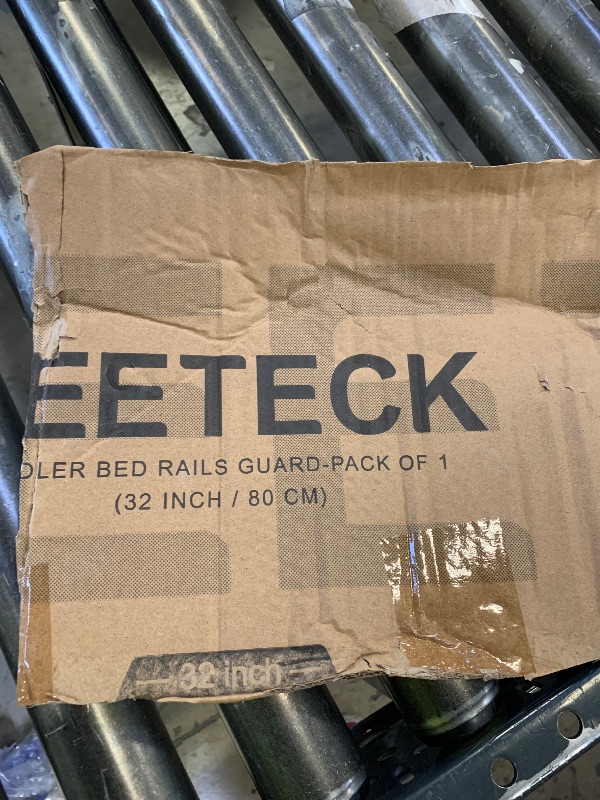 EETECK
DLER BED RAILS GUARD-PACK OF 1
(32 INCH / 80 CM)
32 inch